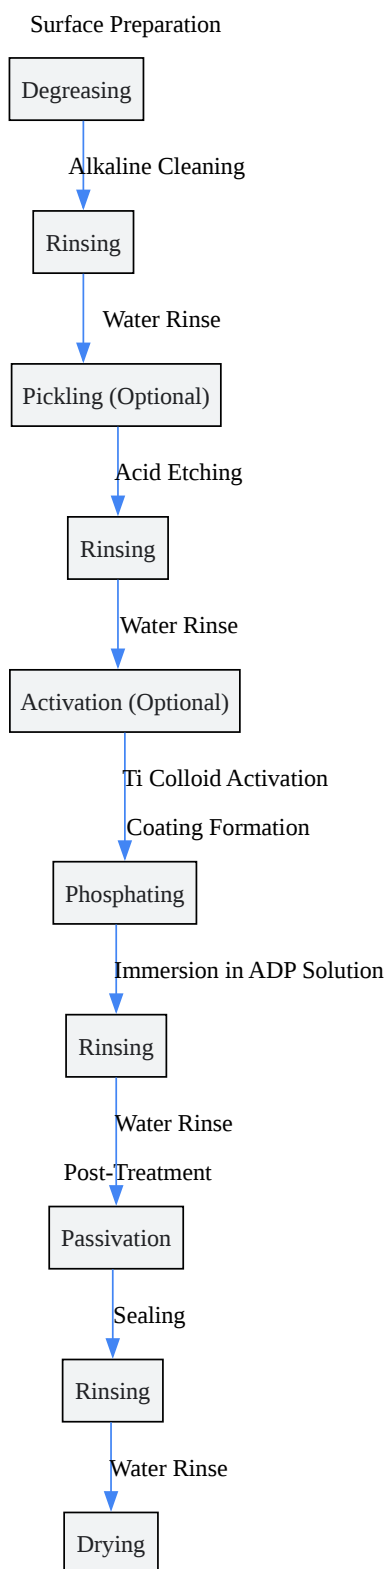 Surface Preparation
Degreasing
Alkaline Cleaning
Rinsing
Water Rinse
Pickling (Optional)
Acid Etching
Rinsing
Water Rinse
Activation (Optional)
Ti Colloid Activation
Coating Formation
Phosphating
Immersion in ADP Solution
Rinsing
Water Rinse
Post-Treatment
Passivation
Sealing
Rinsing
Water Rinse
Drying